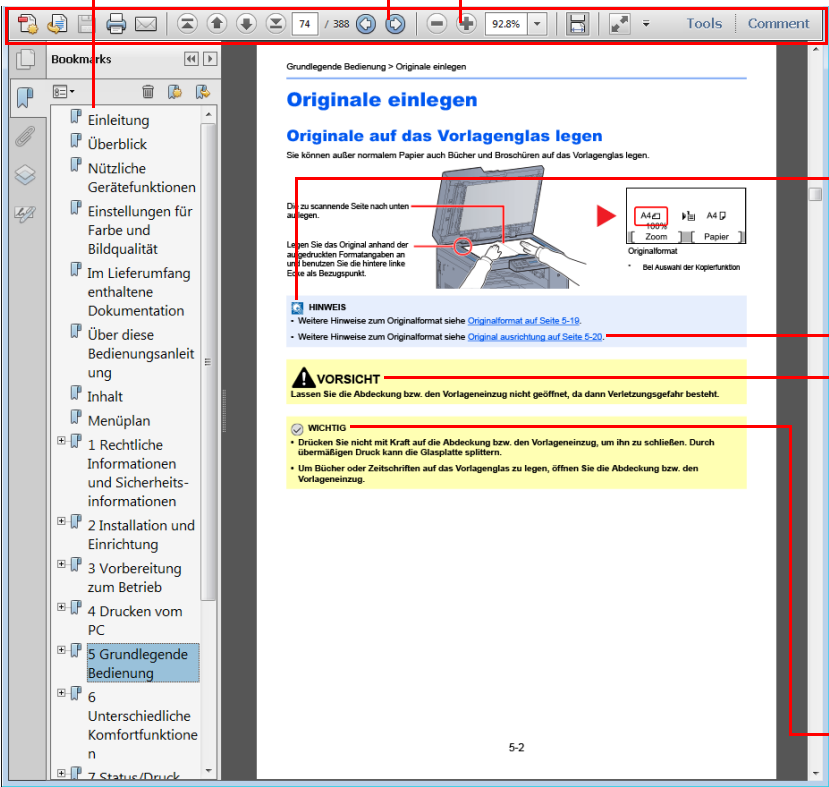 74 / 388 92.8% Tools Comment
Bookmarks
Einleitung
Überblick
Nützliche
Gerätefunktionen
Einstellungen für
Farbe und
Bildqualität
Im Lieferumfang
enthaltene
Dokumentation
Über diese
Bedienungsanleit
ung
Inhalt
Menüplan
1 Rechtliche
Informationen
und Sicherheits-
informationen
2 Installation und
Einrichtung
3 Vorbereitung
zum Betrieb
4 Drucken vom
PC
5 Grundlegende
Bedienung
6
Unterschiedliche
Komfortfunktione
n
7 Status/Druck
Grundlegende Bedienung > Originale einlegen
Originale einlegen
Originale auf das Vorlagenglas legen
Sie können außer normalem Papier auch Bücher und Broschüren auf das Vorlagenglas legen.
Die zu scannende Seite nach unten
auflegen.
Legen Sie das Original anhand der
aufgedruckten Formatangaben an
und benutzen Sie die hintere linke
Ecke als Bezugspunkt.
A4 A4
100%
Zoom Papier
Originalformat
* Bei Auswahl der Kopierfunktion
HINWEIS
• Weitere Hinweise zum Originalformat siehe Originalformat auf Seite 5-19.
• Weitere Hinweise zum Originalformat siehe Original ausrichtung auf Seite 5-20.
VORSICHT
Lassen Sie die Abdeckung bzw. den Vorlageneinzug nicht geöffnet, da dann Verletzungsgefahr besteht.
WICHTIG
• Drücken Sie nicht mit Kraft auf die Abdeckung bzw. den Vorlageneinzug, um ihn zu schließen. Durch
übermäßigen Druck kann die Glasplatte splittern.
• Um Bücher oder Zeitschriften auf das Vorlagenglas zu legen, öffnen Sie die Abdeckung bzw. den
Vorlageneinzug.
5-2